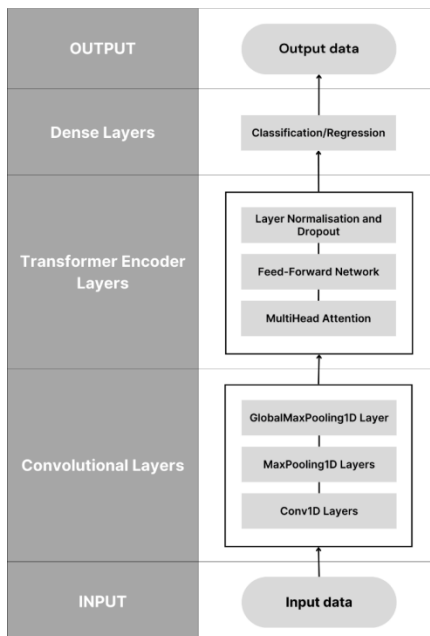 OUTPUT
Output data
Dense Layers
Classification/Regression
Transformer Encoder
Layers
Layer Normalisation and
Dropout
Feed-Forward Network
MultiHead Attention
Convolutional Layers
GlobalMaxPooling1D Layer
MaxPooling1D Layers
Conv1D Layers
INPUT
Input data